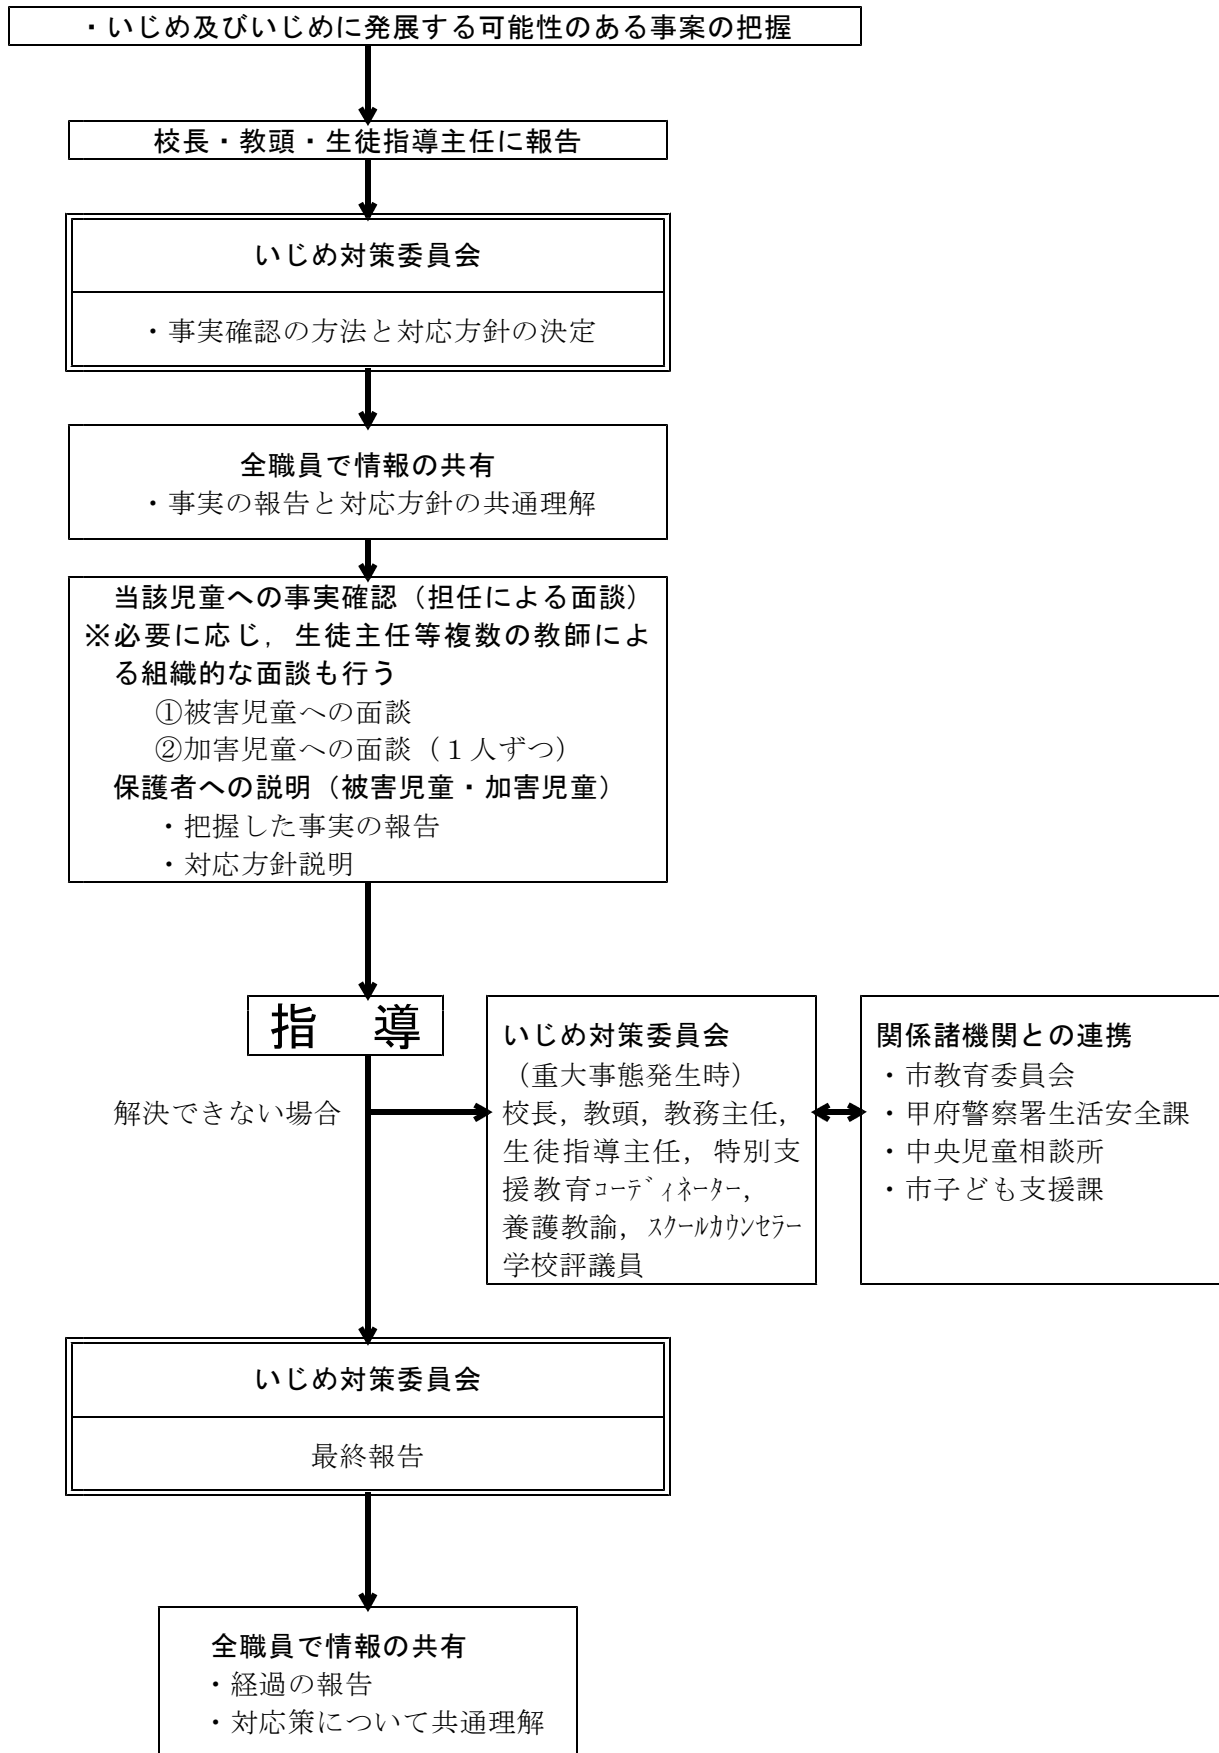 ・いじめ及びいじめに発展する可能性のある事案の把握
校長・教頭・生徒指導主任に報告
いじめ対策委員会
・事実確認の方法と対応方針の決定
全職員で情報の共有
・事実の報告と対応方針の共通理解
当該児童への事実確認（担任による面談）
※必要に応じ，生徒主任等複数の教師によ
る組織的な面談も行う
①被害児童への面談
②加害児童への面談（１人ずつ）
保護者への説明（被害児童・加害児童）
・把握した事実の報告
・対応方針説明
指　導
解決できない場合
いじめ対策委員会
（重大事態発生時）
校長，教頭，教務主任，
生徒指導主任，特別支
援教育ｺｰﾃﾞｨﾈｰﾀｰ，
養護教諭，ｽｸｰﾙｶｳﾝｾﾗｰ
学校評議員
関係諸機関との連携
・市教育委員会
・甲府警察署生活安全課
・中央児童相談所
・市子ども支援課
いじめ対策委員会
最終報告
全職員で情報の共有
・経過の報告
・対応策について共通理解